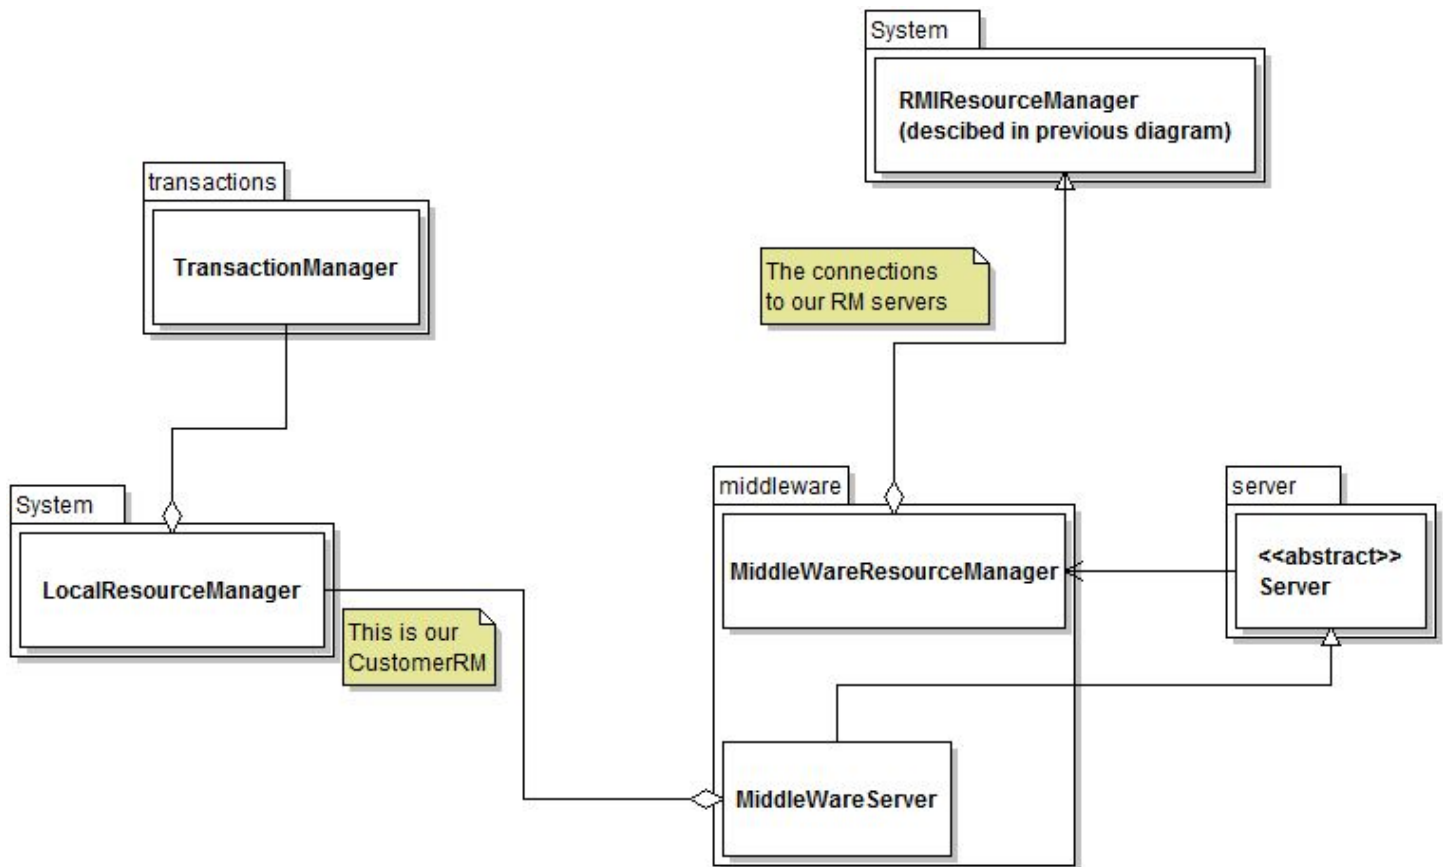 System
RMIResourceManager
(descibed in previous diagram)
transactions
TransactionManager
The connections
to our RM servers
System
LocalResourceManager
This is our
CustomerRM
middleware
MiddleWareResourceManager
MiddleWareServer
server
<<abstract>>
Server